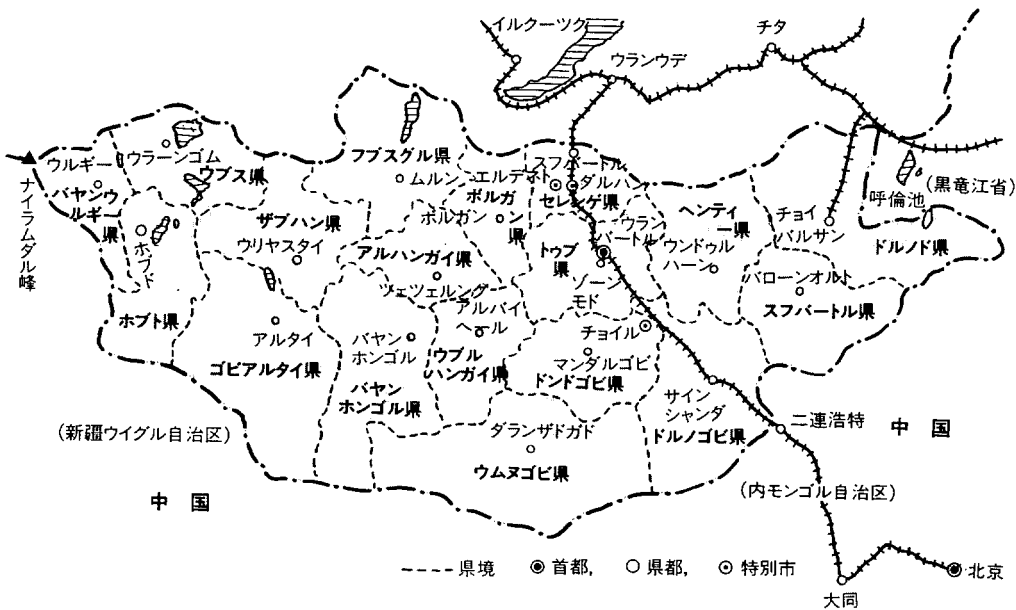 イルクーツク
チタ
ウランウデ
ウルギー
ウラーンゴム
バヤンウ
ルギー
県
ウブス県
ナイラムダル峰
ホブド
ホブト県
フブスグル県
ムルン
エルデネト
スフバートル
ダルハン
セレンゲ県
ボルガ
ン
県
ボルガン
ザブハン県
ウリヤスタイ
アルハンガイ県
ツェツェルレング
トゥブ
県
ウラン
バートル
ゾーン
モド
ヘンティ
ー県
ウンドゥル
ハーン
チョイ
バルサン
呼倫池
(黒竜江省)
ドルノド県
バローンオルト
スフバートル県
アルタイ
ゴビアルタイ県
バヤン
ホンゴル
バヤン
ホンゴル県
アルバイ
ヘール
ウブル
ハンガイ県
チョイル
マンダルゴビ
ドンドゴビ県
サイン
シャンダ
ドルノゴビ県
ダランザドガド
ウムヌゴビ県
二連浩特
中国
(新疆ウイグル自治区)
中国
(内モンゴル自治区)
県境 首都, 県都, 特別市
北京
大同